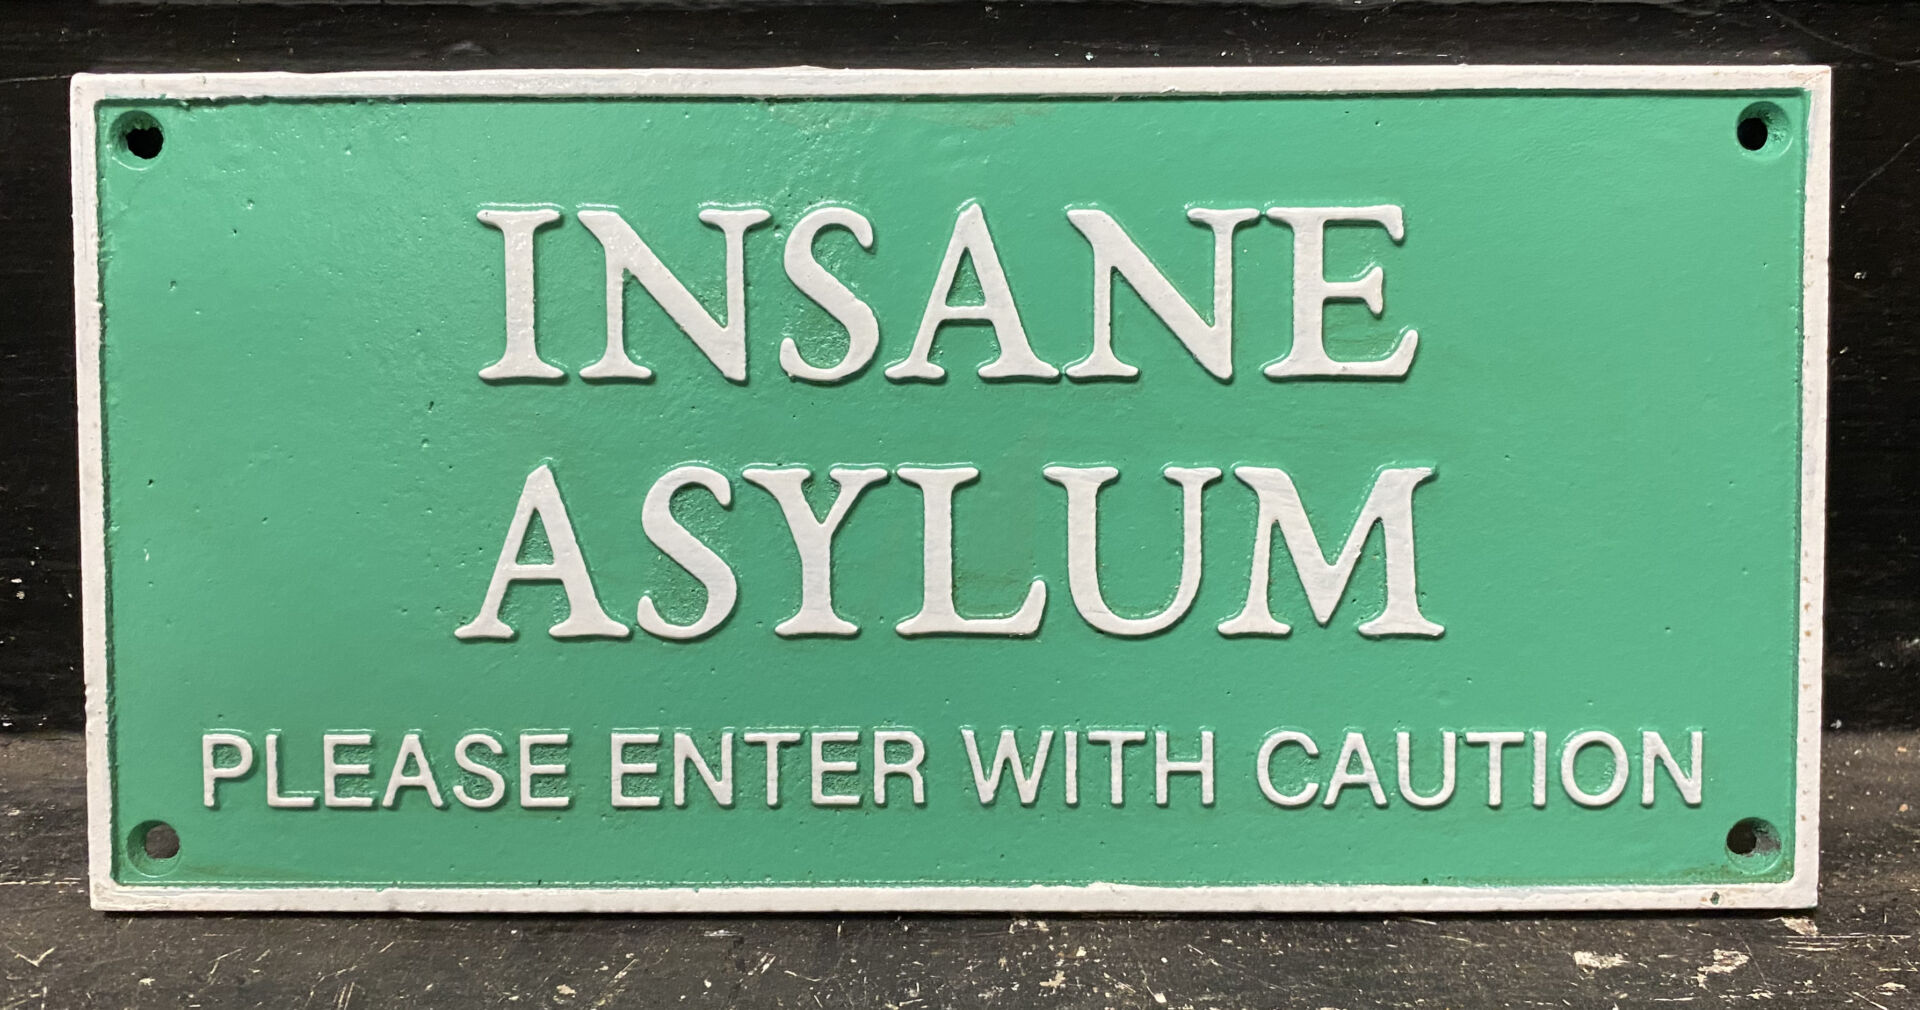 INSANE
ASYLUM
PLEASE ENTER WITH CAUTION